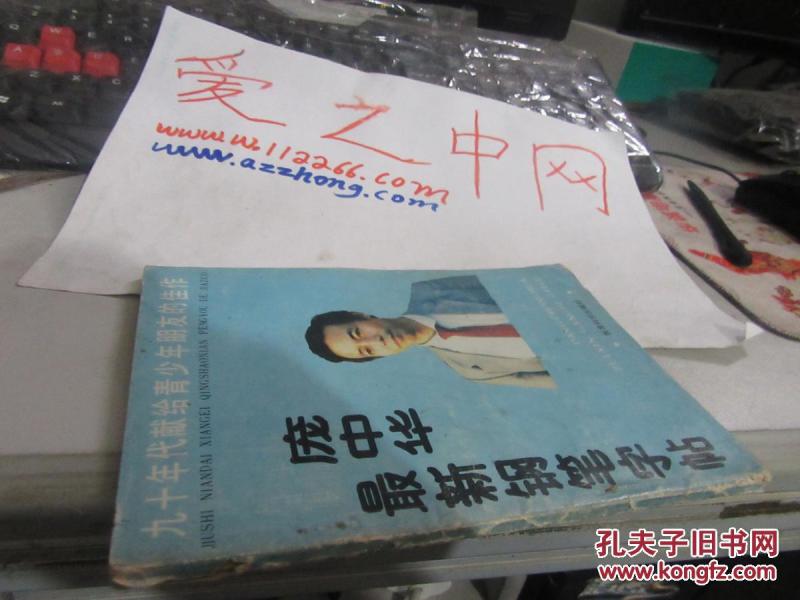 爱之中网
www.w.112266.com
www.azzhong.com
九十年代献给青少年朋友的佳作
JIUSHI NIANDAI XIANGEI QINGSHAONIAN PENGYOU DE JIAZUO
庞中华
最新钢笔字帖
孔夫子旧书网
www.kongfz.com